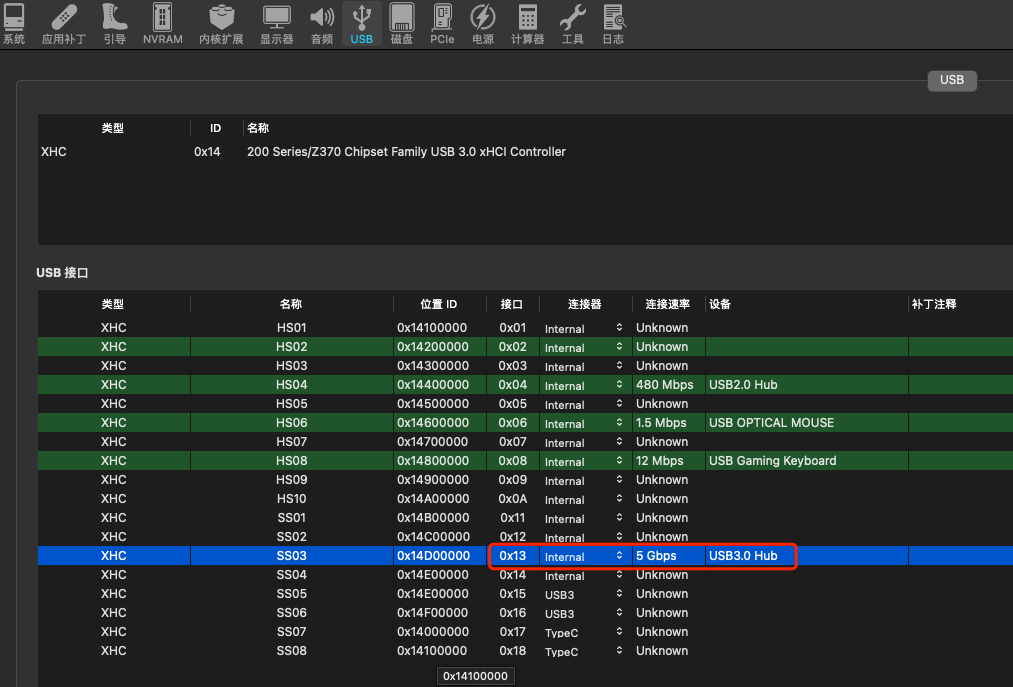 系统 应用补丁 引导 NVRAM 内核扩展 显示器 音频 USB 磁盘 PCIe 电源 计算器 工具 日志
USB
类型 ID 名称
XHC 0x14 200 Series/Z370 Chipset Family USB 3.0 xHCI Controller
USB 接口
类型 名称 位置 ID 接口 连接器 连接速率 设备 补丁注释
XHC HS01 0x14100000 0x01 Internal Unknown
XHC HS02 0x14200000 0x02 Internal Unknown
XHC HS03 0x14300000 0x03 Internal Unknown
XHC HS04 0x14400000 0x04 Internal 480 Mbps USB2.0 Hub
XHC HS05 0x14500000 0x05 Internal Unknown
XHC HS06 0x14600000 0x06 Internal 1.5 Mbps USB OPTICAL MOUSE
XHC HS07 0x14700000 0x07 Internal Unknown
XHC HS08 0x14800000 0x08 Internal 12 Mbps USB Gaming Keyboard
XHC HS09 0x14900000 0x09 Internal Unknown
XHC HS10 0x14A00000 0x0A Internal Unknown
XHC SS01 0x14B00000 0x11 Internal Unknown
XHC SS02 0x14C00000 0x12 Internal Unknown
XHC SS03 0x14D00000 0x13 Internal 5 Gbps USB3.0 Hub
XHC SS04 0x14E00000 0x14 Internal Unknown
XHC SS05 0x14E00000 0x15 USB3 Unknown
XHC SS06 0x14F00000 0x16 USB3 Unknown
XHC SS07 0x14000000 0x17 TypeC Unknown
XHC SS08 0x14100000 0x18 TypeC Unknown
0x14100000